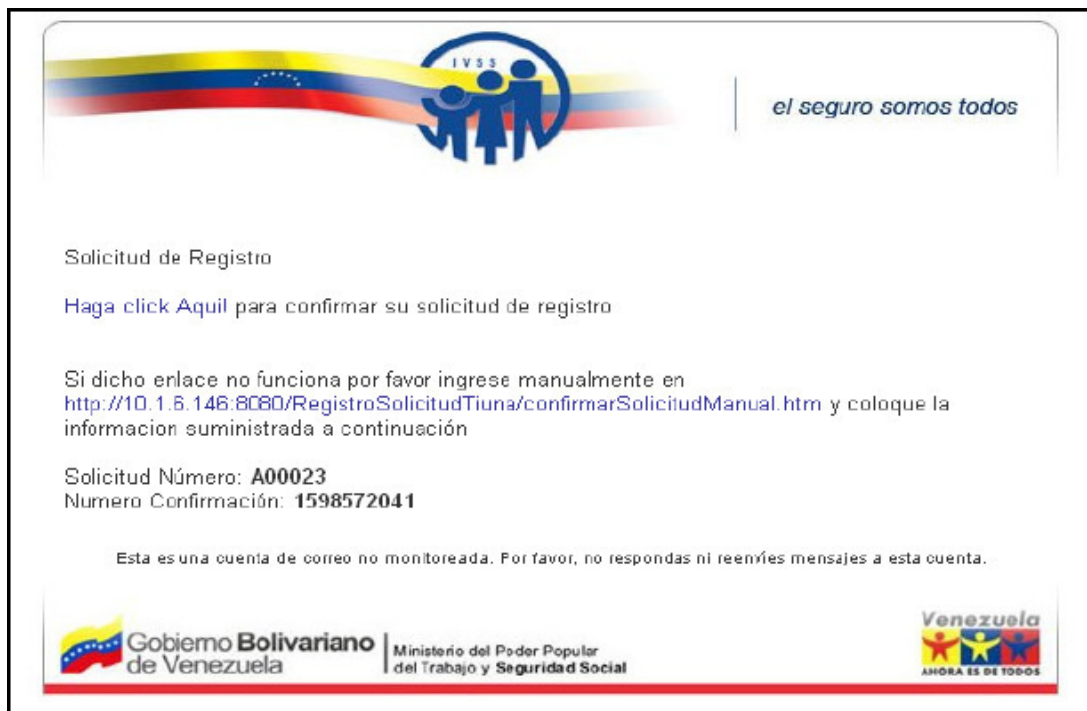 IVSS
el seguro somos todos
Solicitud de Registro
Haga click Aquil para confirmar su solicitud de registro
Si dicho enlace no funciona por favor ingrese manualmente en
http://10.1.6.146:8080/RegistroSolicitudTiuna/confirmarSolicitudManual.htm y coloque la
informacion suministrada a continuación
Solicitud Número: A00023
Numero Confirmación: 1598572041
Esta es una cuenta de correo no monitoreada. Por favor, no respondas ni reenvíes mensajes a esta cuenta.
Gobierno Bolivariano
de Venezuela
Ministerio del Poder Popular
del Trabajo y Seguridad Social
Venezuela
AHORA ES DE TODOS